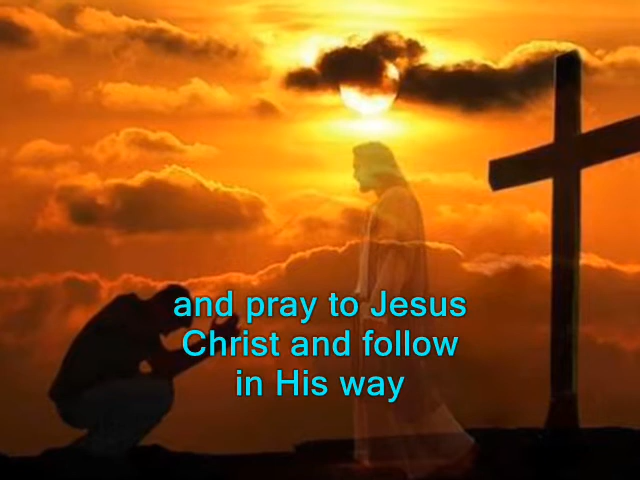 and pray to Jesus
Christ and follow
in His way